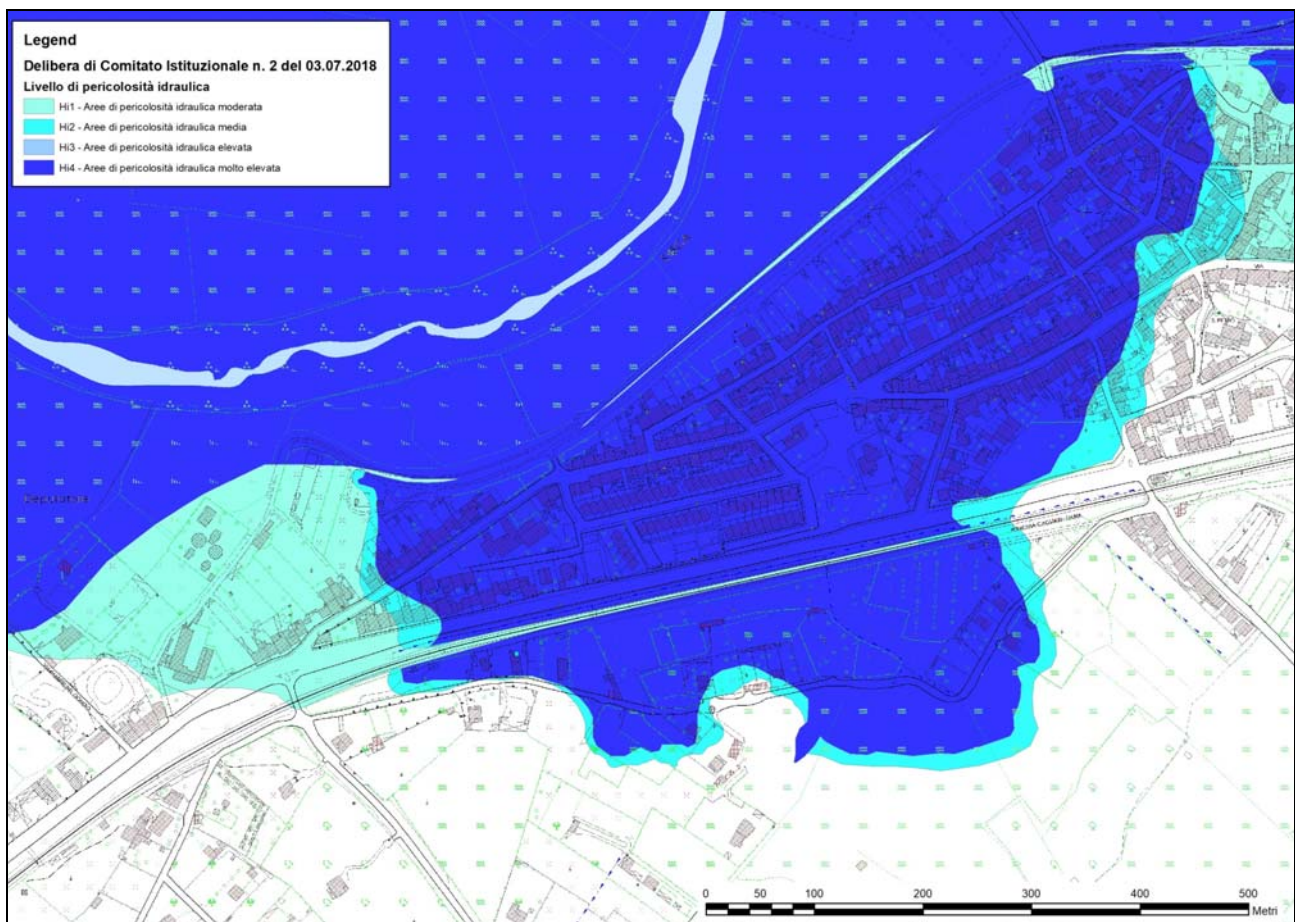 Legend
Delibera di Comitato Istituzionale n. 2 del 03.07.2018
Livello di pericolosità idraulica
Hi1 - Aree di pericolosità idraulica moderata
Hi2 - Aree di pericolosità idraulica media
Hi3 - Aree di pericolosità idraulica elevata
Hi4 - Aree di pericolosità idraulica molto elevata
0 50 100 200 300 400 500
Metri